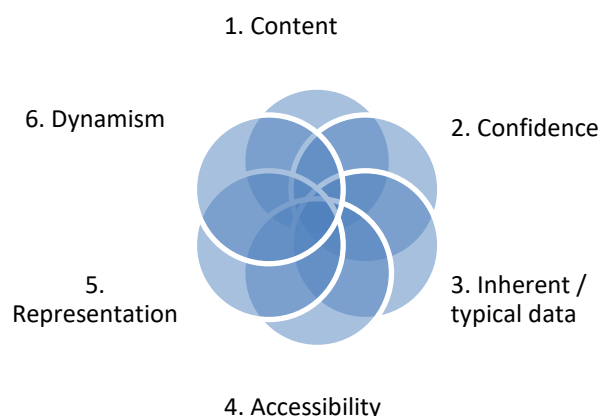 1. Content
2. Confidence
3. Inherent /
typical data
4. Accessibility
5.
Representation
6. Dynamism